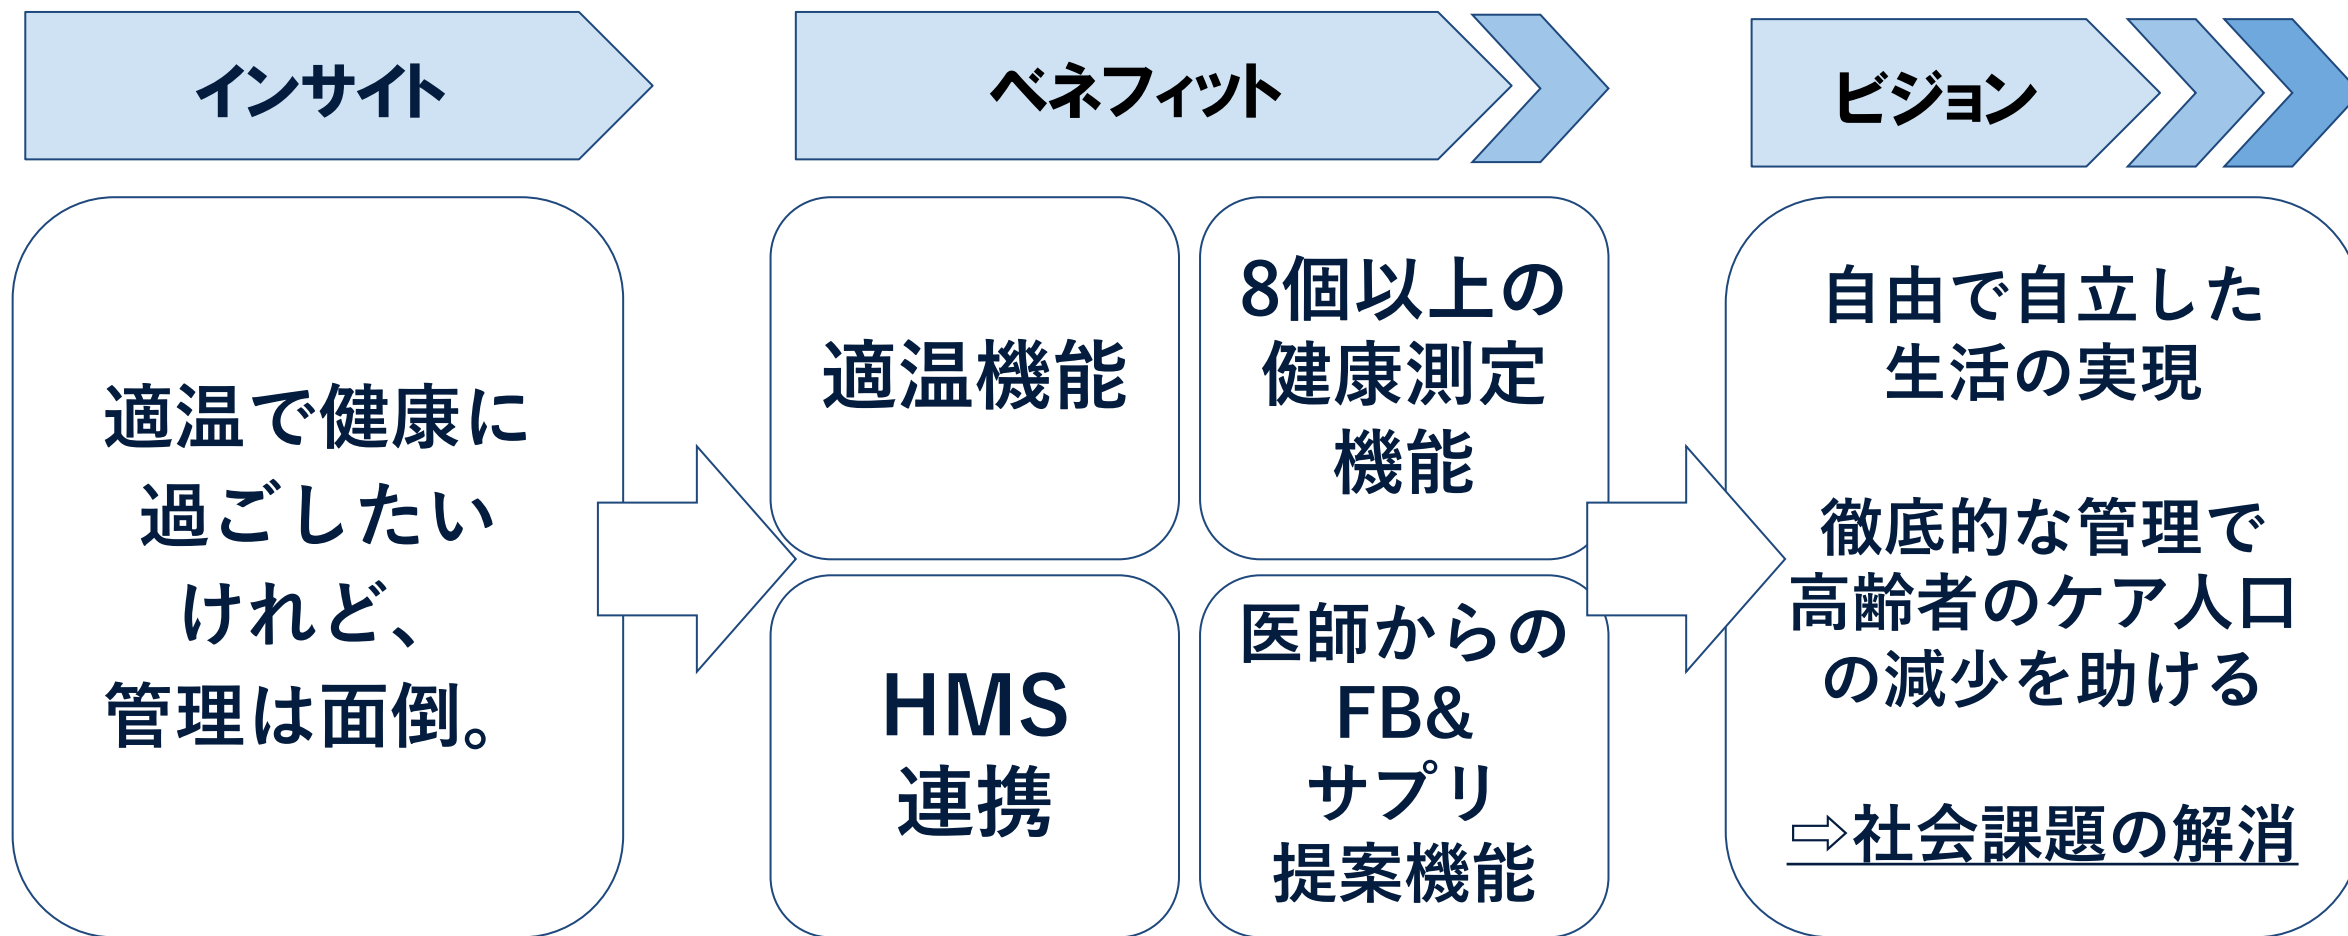 インサイト
ベネフィット
ビジョン
適温で健康に
過ごしたい
けれど、
管理は面倒。
適温機能
8個以上の
健康測定
機能
HMS
連携
医師からの
FB&
サプリ
提案機能
自由で自立した
生活の実現
徹底的な管理で
高齢者のケア人口
の減少を助ける
⇨社会課題の解消